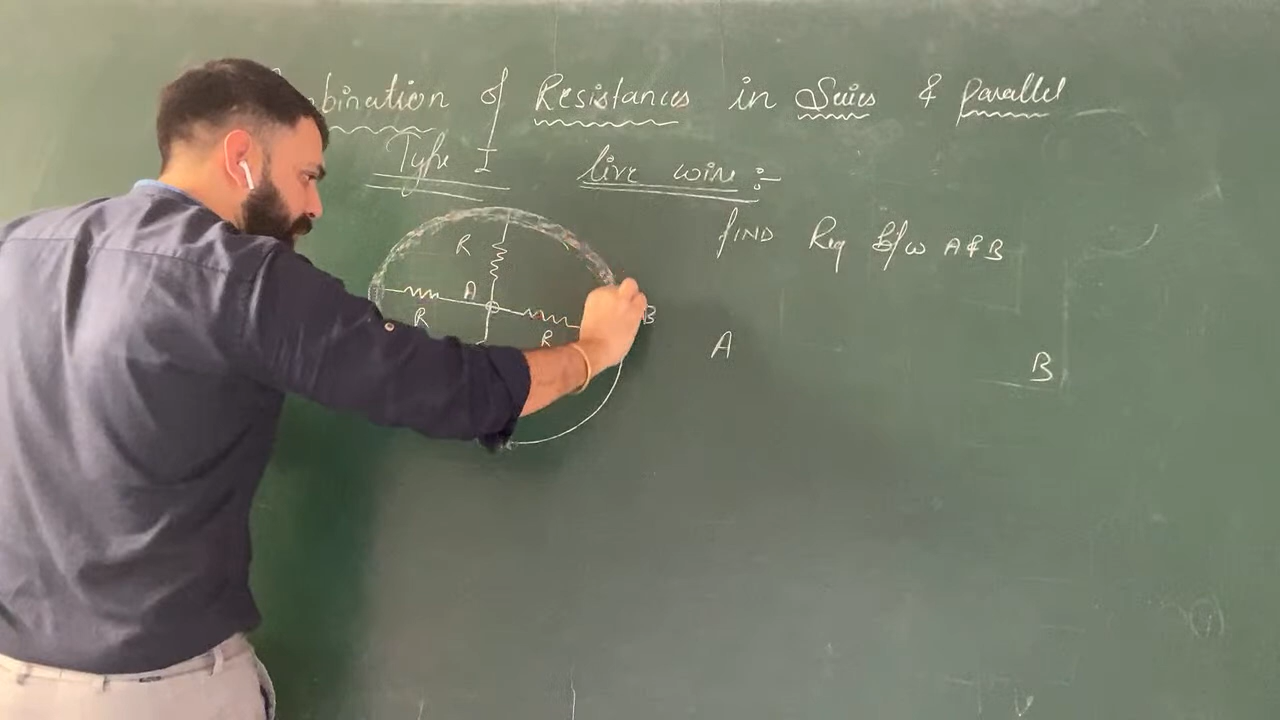 bination of Resistances in Series & Parallel
Type I live wire :-
FIND Req B/w A & B
R
A
B
R
R
A
B